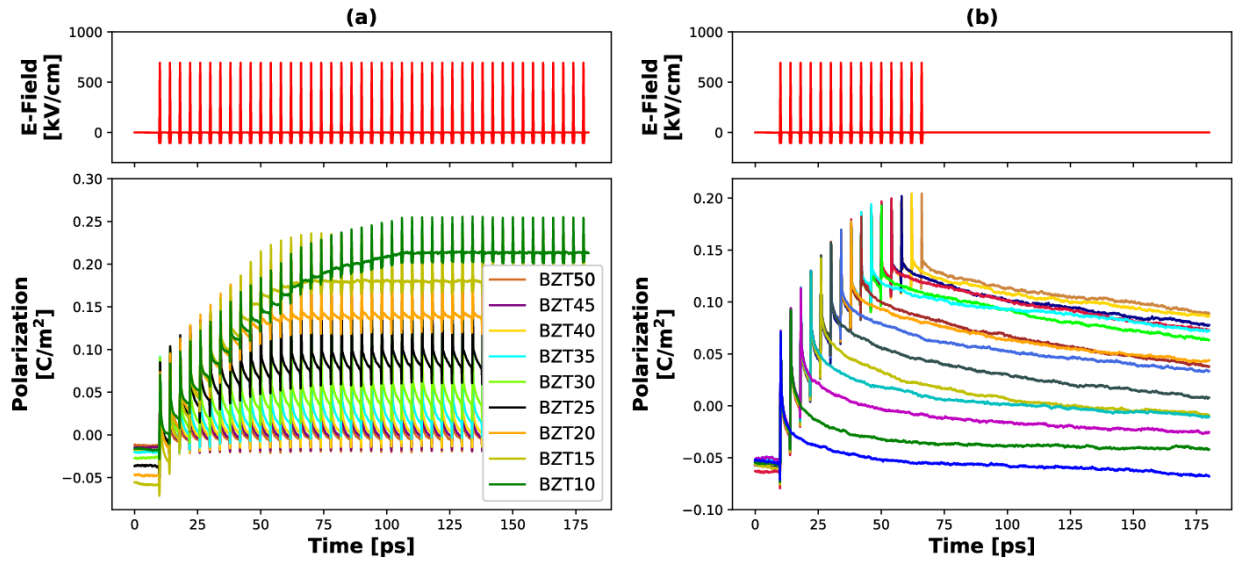 (a)
E-Field
[kV/cm]
1000
500
0
Polarization
[C/m²]
0.30
0.25
0.20
0.15
0.10
0.05
0.00
−0.05
BZT50
BZT45
BZT40
BZT35
BZT30
BZT25
BZT20
BZT15
BZT10
0 25 50 75 100 125 150 175
Time [ps]
(b)
E-Field
[kV/cm]
1000
500
0
Polarization
[C/m²]
0.20
0.15
0.10
0.05
0.00
−0.05
−0.10
0 25 50 75 100 125 150 175
Time [ps]